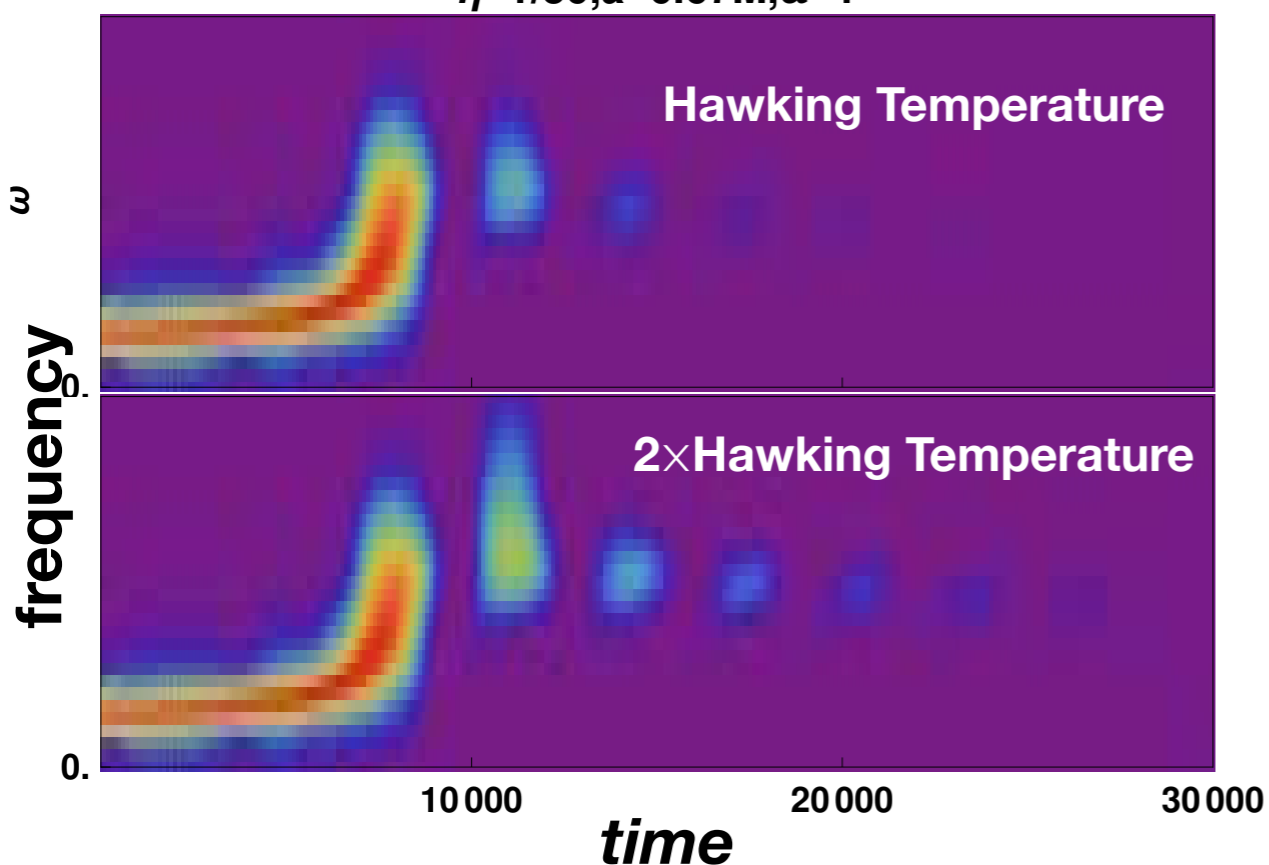 Hawking Temperature
ω
0.
2×Hawking Temperature
frequency
0.
10000 20000 30000
time